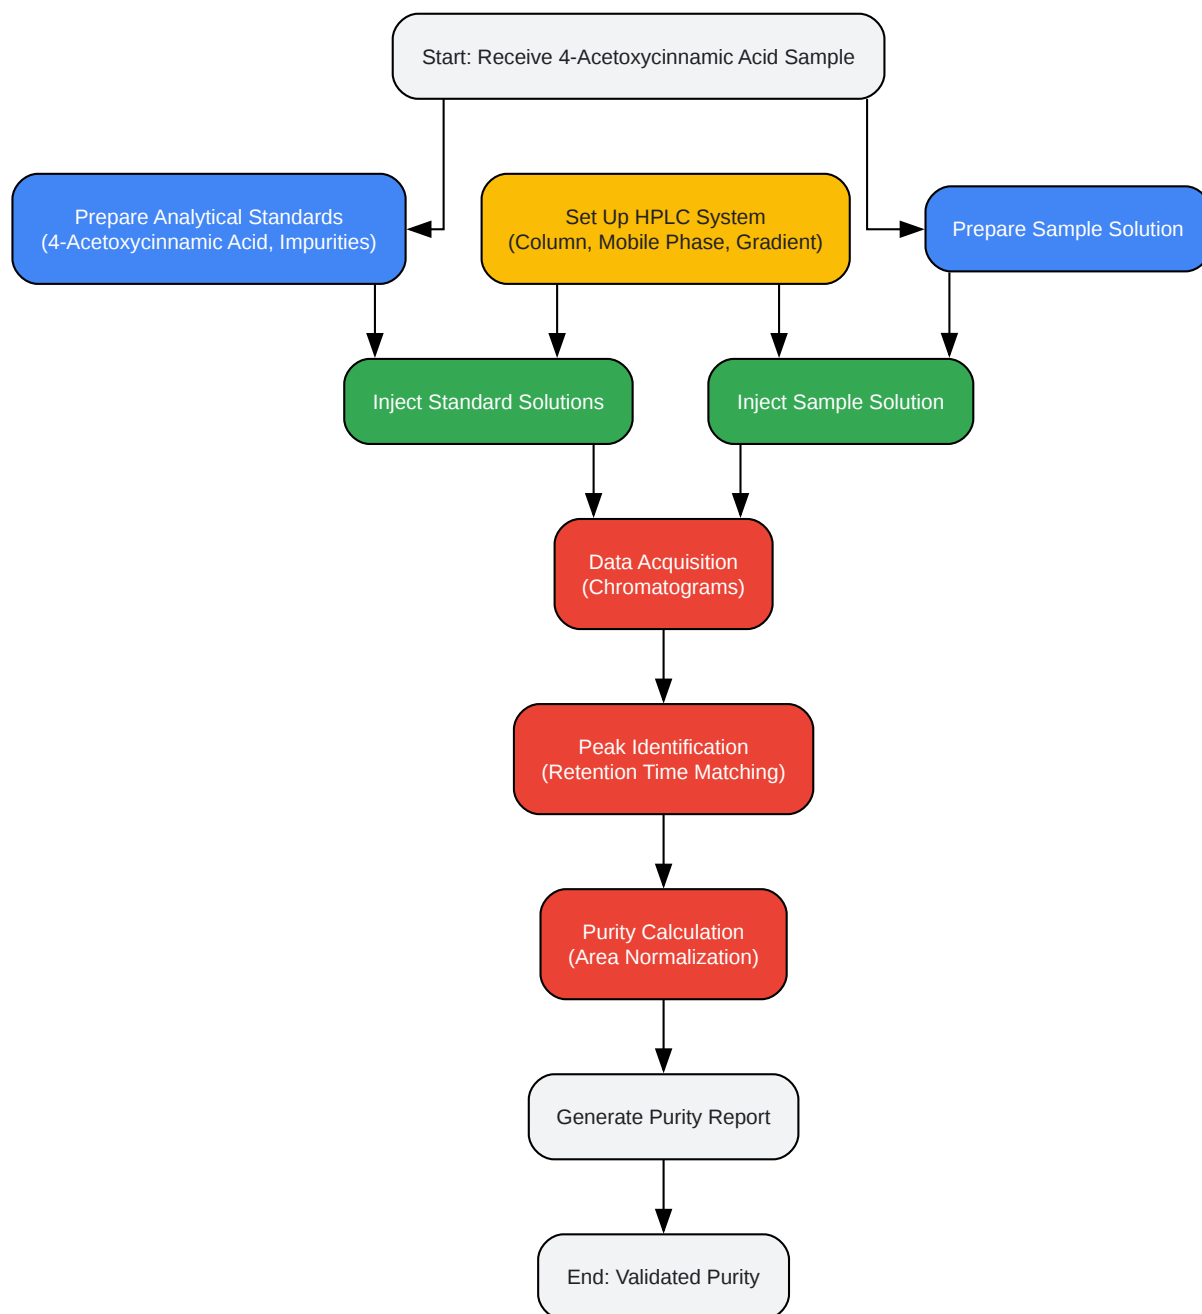 Start: Receive 4-Acetoxycinnamic Acid Sample
Prepare Analytical Standards
(4-Acetoxycinnamic Acid, Impurities)
Set Up HPLC System
(Column, Mobile Phase, Gradient)
Prepare Sample Solution
Inject Standard Solutions
Inject Sample Solution
Data Acquisition
(Chromatograms)
Peak Identification
(Retention Time Matching)
Purity Calculation
(Area Normalization)
Generate Purity Report
End: Validated Purity